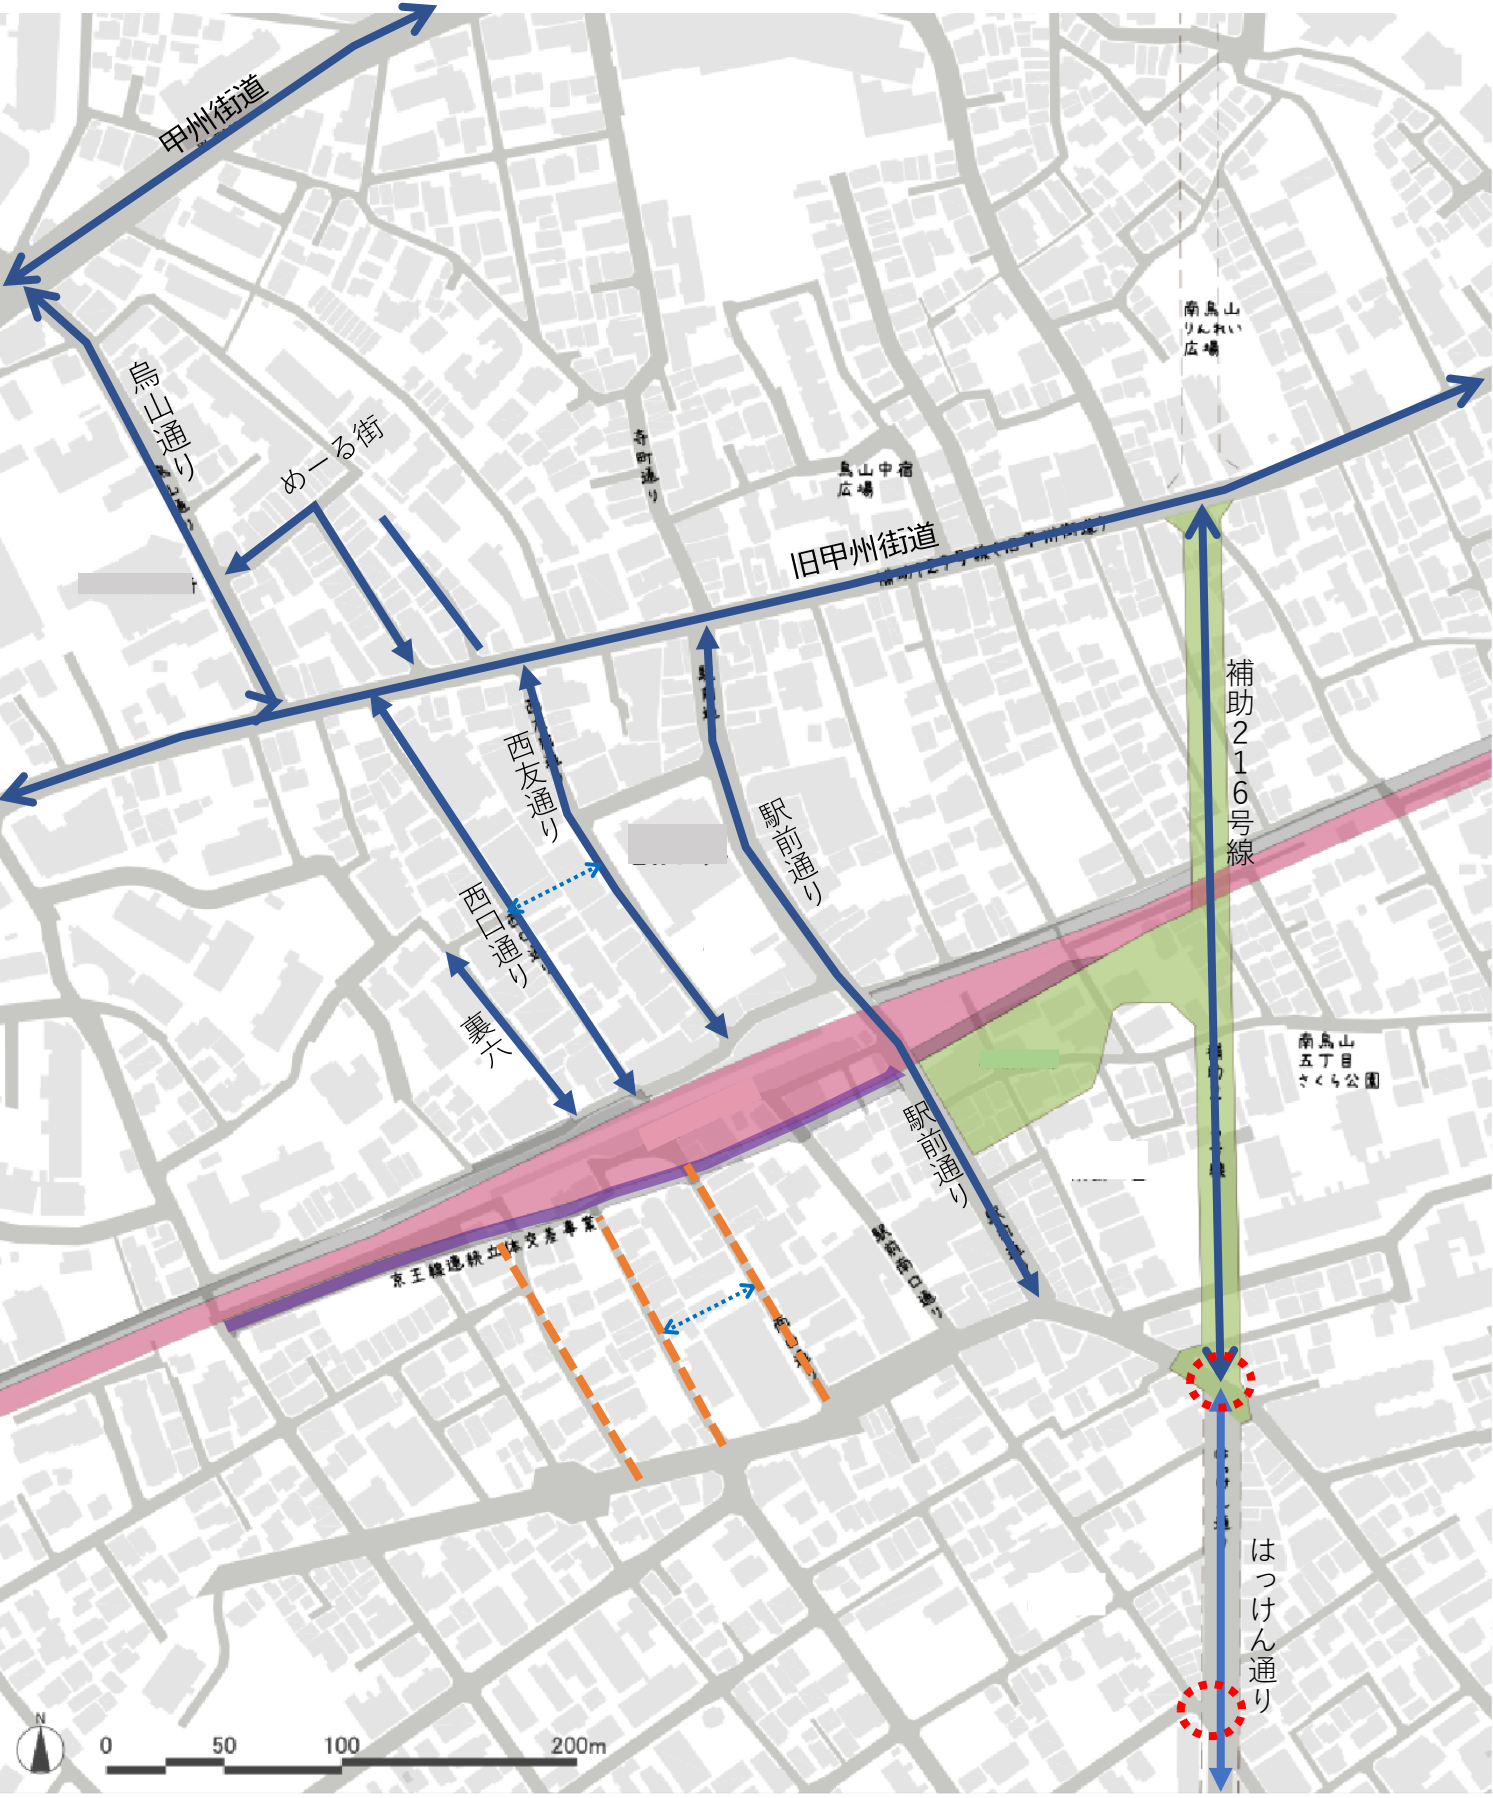 甲州街道
南烏山
りんれい
広場
烏山通り
めーる街
寺町通り
烏山中宿
広場
旧甲州街道
補助216号線
西友通り
駅前通り
西口通り
裏六
南烏山
五丁目
さくら公園
駅前通り
京王線連続立体交差事業
駅前南口通り
はっけん通り
N
0 50 100 200m